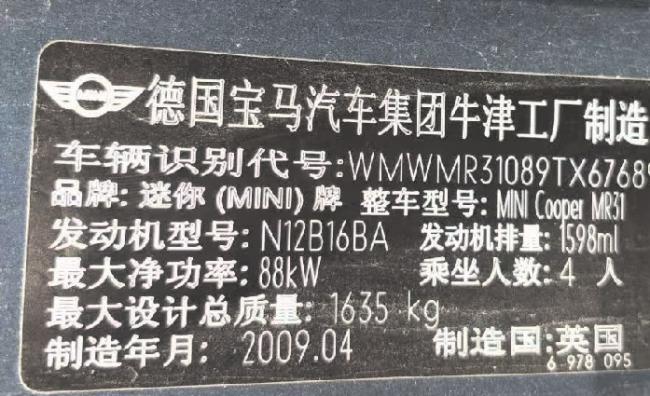 MINI 德国宝马汽车集团牛津工厂制造
车辆识别代号:WMWMR31089TX6768
品牌: 迷你 (MINI) 牌 整车型号: MINI Cooper MR31
发动机型号: N12B16BA 发动机排量: 1598ml
最大净功率: 88kW 乘坐人数: 4 人
最大设计总质量: 1635 kg
制造年月: 2009.04 制造国: 英国
6 978 095